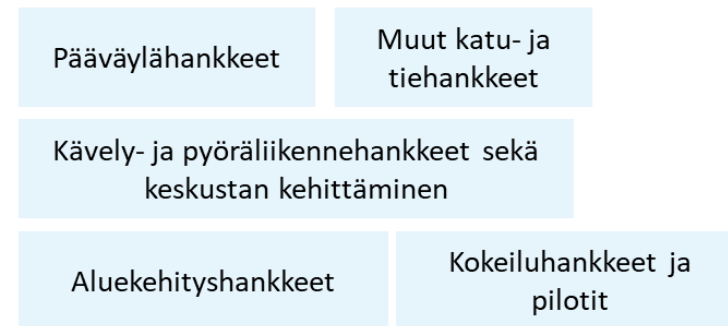 Pääväylähankkeet
Muut katu- ja
tiehankkeet
Kävely- ja pyöräliikennehankkeet sekä
keskustan kehittäminen
Aluekehityshankkeet
Kokeiluhankkeet ja
pilotit